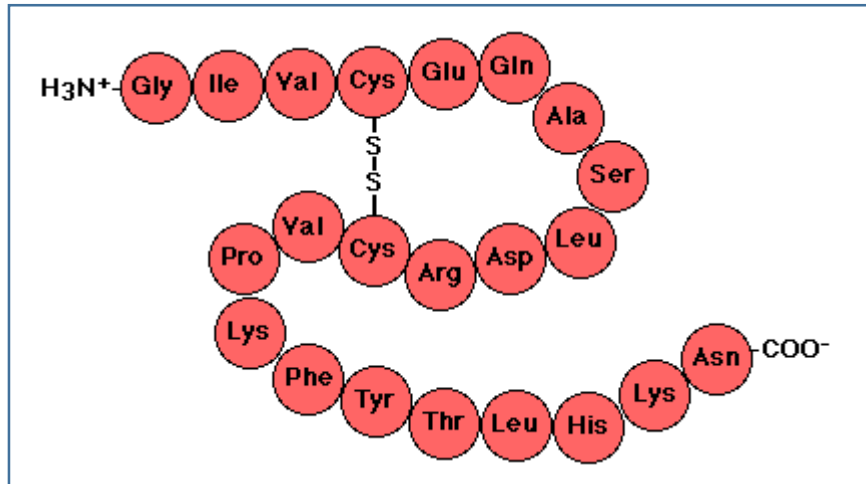 H3N+ Gly Ile Val Cys Glu Gln
Ala
Ser
Leu
Asp
Arg
Cys
S
S
Val
Pro
Lys
Phe
Tyr
Thr
Leu
His
Lys
Asn
COO-